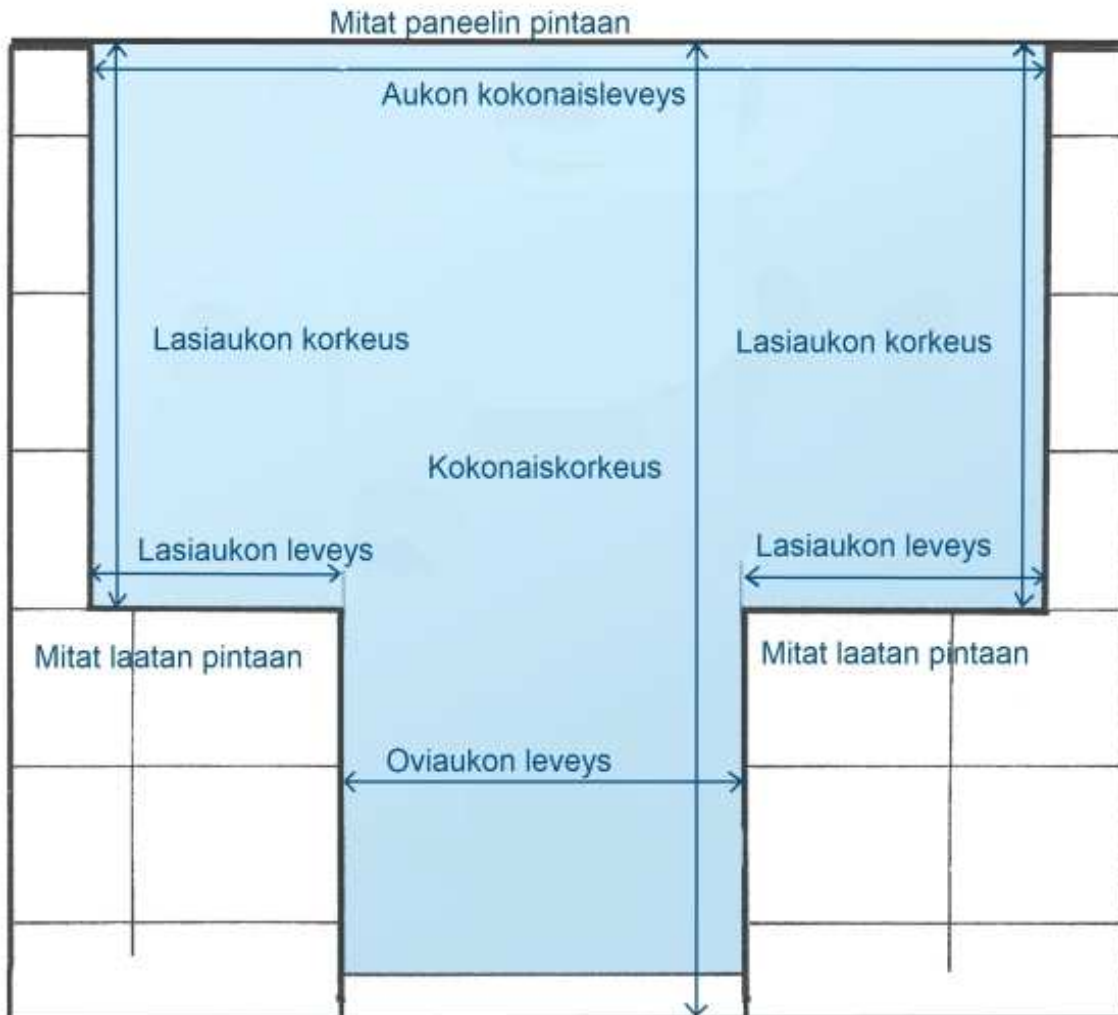 Mitat paneelin pintaan
Aukon kokonaisleveys
Lasiaukon korkeus
Lasiaukon korkeus
Kokonaiskorkeus
Lasiaukon leveys
Lasiaukon leveys
Mitat laatan pintaan
Mitat laatan pintaan
Oviaukon leveys